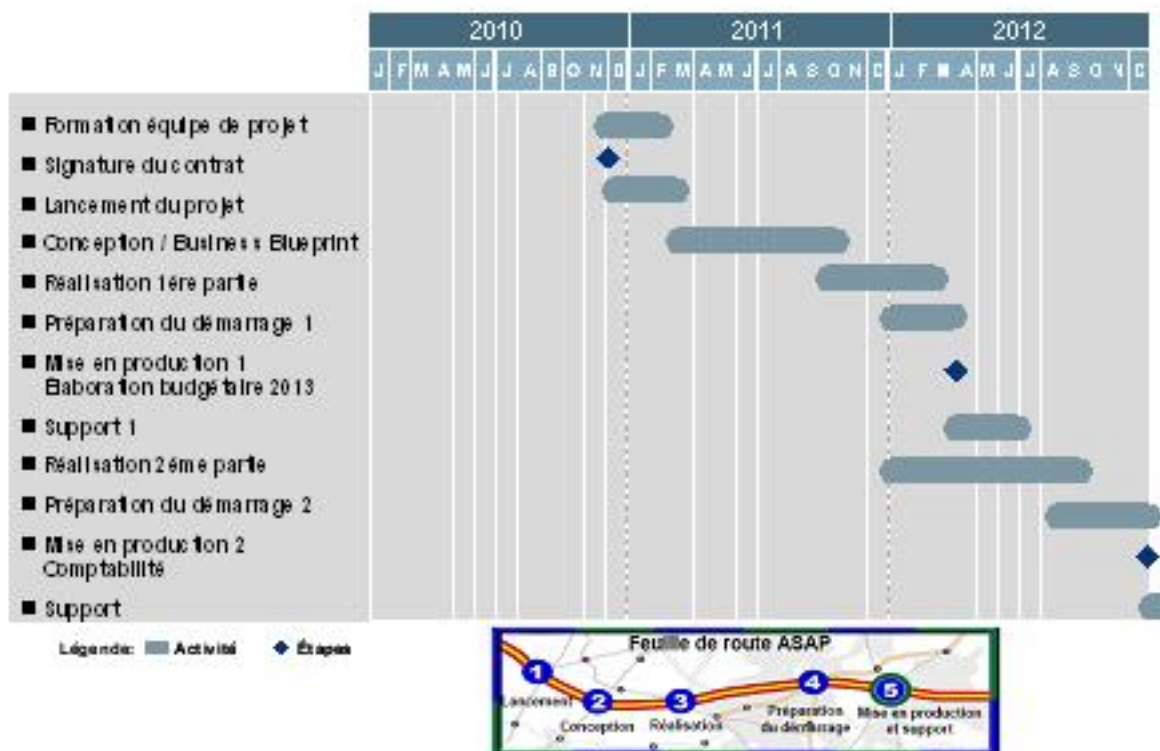 2010 2011 2012
J F M A M J J A S O N D J F M A M J J A S O N D J F M A M J J A S O N D
Formation équipe de projet
Signature du contrat
Lancement du projet
Conception / Business Blueprint
Réalisation 1ére partie
Préparation du démarrage 1
Mise en production 1
Élaboration budgétaire 2013
Support 1
Réalisation 2éme partie
Préparation du démarrage 2
Mise en production 2
Comptabilité
Support
Légende: Activité Étapes
Feuille de route ASAP
1 2 3 4 5
Lancement
Conception
Réalisation
Préparation
du démarrage
Mise en production
et support